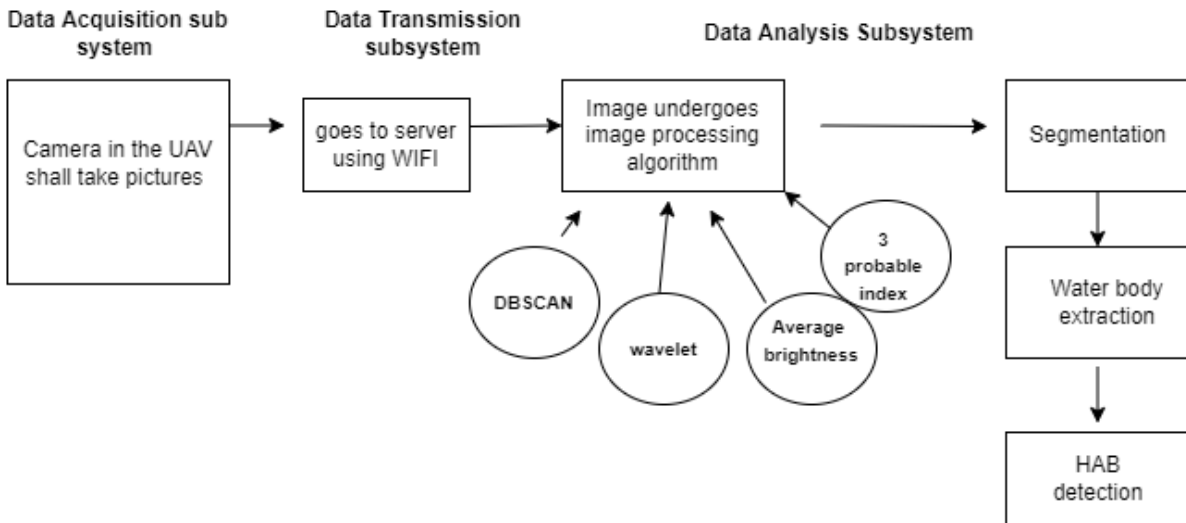 Data Acquisition sub
system
Data Transmission
subsystem
Data Analysis Subsystem
Camera in the UAV
shall take pictures
goes to server
using WIFI
Image undergoes
image processing
algorithm
Segmentation
DBSCAN
wavelet
Average
brightness
3
probable
index
Water body
extraction
HAB
detection